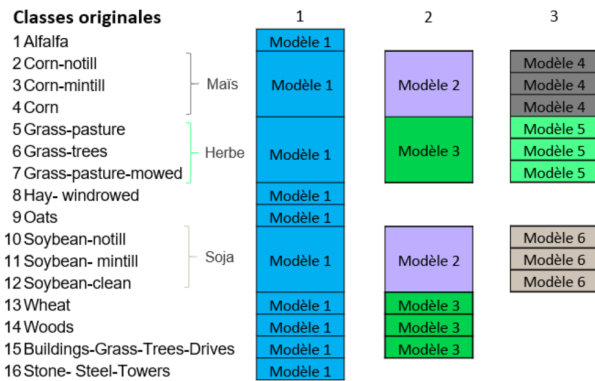 Classes originales 1 2 3
1 Alfalfa Modèle 1
2 Corn-notill Modèle 4
3 Corn-mintill Maïs Modèle 1 Modèle 2 Modèle 4
4 Corn Modèle 4
5 Grass-pasture Modèle 5
6 Grass-trees Herbe Modèle 1 Modèle 3 Modèle 5
7 Grass-pasture-mowed Modèle 5
8 Hay- windrowed Modèle 1
9 Oats Modèle 1
10 Soybean-notill Modèle 6
11 Soybean- mintill Soja Modèle 1 Modèle 2 Modèle 6
12 Soybean-clean Modèle 6
13 Wheat Modèle 1 Modèle 3
14 Woods Modèle 1 Modèle 3
15 Buildings-Grass-Trees-Drives Modèle 1 Modèle 3
16 Stone- Steel-Towers Modèle 1